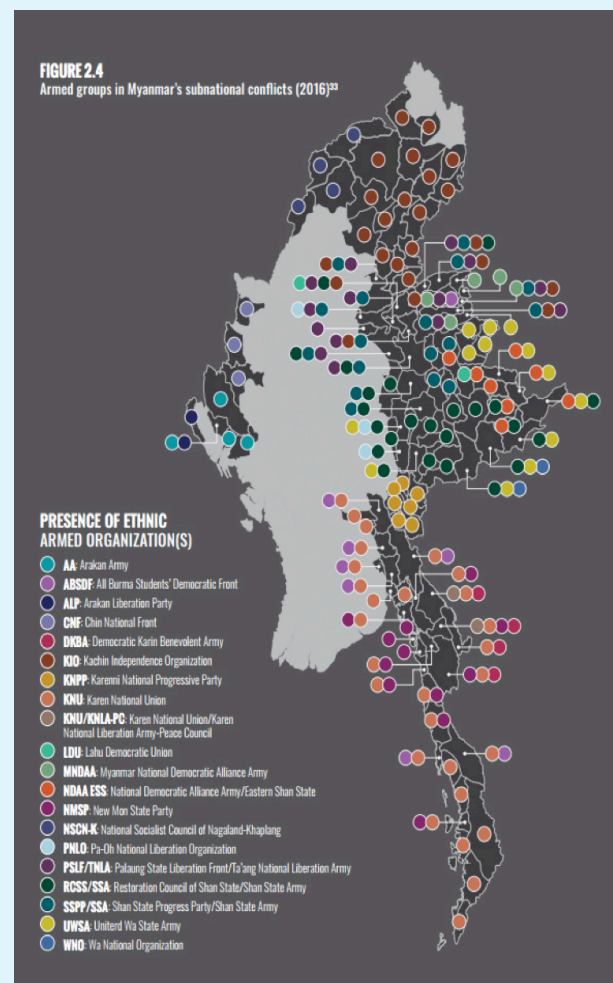 FIGURE 2.4
Armed groups in Myanmar's subnational conflicts (2016)³³
PRESENCE OF ETHNIC
ARMED ORGANIZATION(S)
AA: Arakan Army
ABSDF: All Burma Students' Democratic Front
ALP: Arakan Liberation Party
CNF: Chin National Front
DKBA: Democratic Karin Benevolent Army
KIO: Kachin Independence Organization
KNPP: Karenni National Progressive Party
KNU: Karen National Union
KNU/KNLA-PC: Karen National Union/Karen
National Liberation Army-Peace Council
LDU: Lahu Democratic Union
MNDAA: Myanmar National Democratic Alliance Army
NDAA ESS: National Democratic Alliance Army/Eastern Shan State
NMSP: New Mon State Party
NSCN-K: National Socialist Council of Nagaland-Khaplang
PNLO: Pa-Oh National Liberation Organization
PSLF/TNLA: Palaung State Liberation Front/Ta'ang National Liberation Army
RCSS/SSA: Restoration Council of Shan State/Shan State Army
SSPP/SSA: Shan State Progress Party/Shan State Army
UWSA: Uniterd Wa State Army
WNO: Wa National Organization